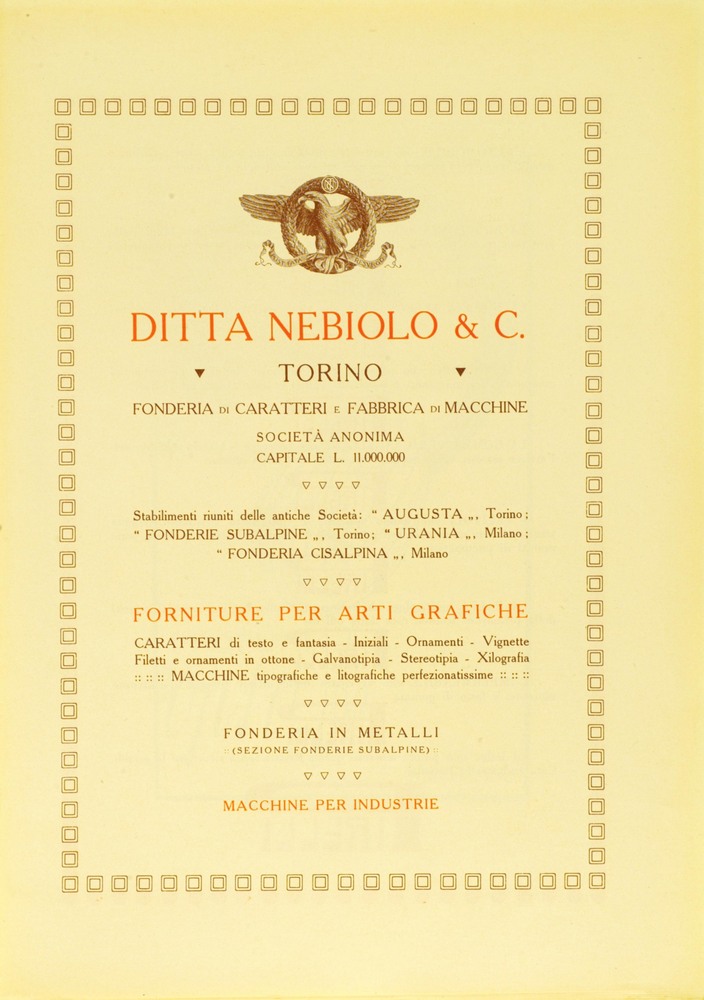 DITTA NEBIOLO & C.
TORINO
FONDERIA DI CARATTERI E FABBRICA DI MACCHINE
SOCIETÀ ANONIMA
CAPITALE L. 11.000.000
Stabilimenti riuniti delle antiche Società: “ AUGUSTA „, Torino;
“ FONDERIE SUBALPINE „, Torino; “ URANIA „, Milano;
“ FONDERIA CISALPINA „, Milano
FORNITURE PER ARTI GRAFICHE
CARATTERI di testo e fantasia - Iniziali - Ornamenti - Vignette
Filetti e ornamenti in ottone - Galvanotipia - Stereotipia - Xilografia
:: :: :: MACCHINE tipografiche e litografiche perfezionatissime :: :: ::
FONDERIA IN METALLI
:: (SEZIONE FONDERIE SUBALPINE) ::
MACCHINE PER INDUSTRIE